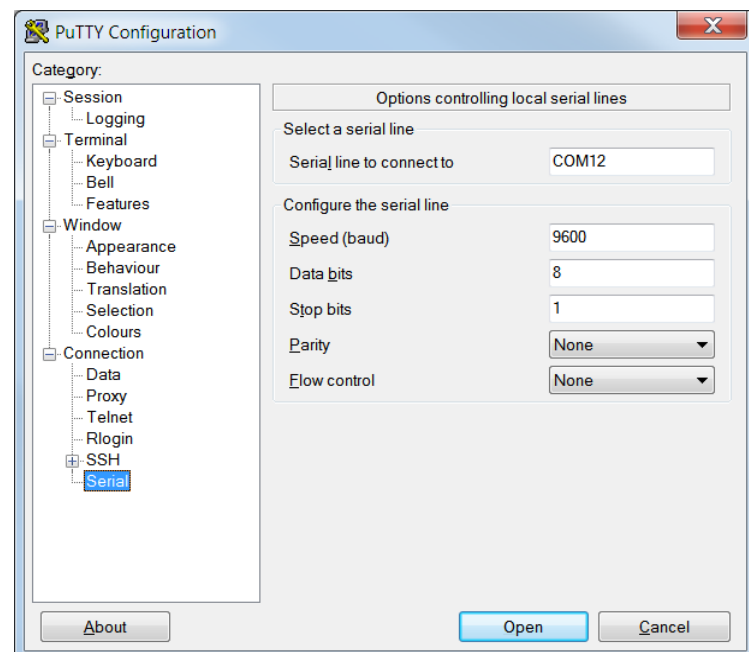 PuTTY Configuration
Category:
Session
Logging
Terminal
Keyboard
Bell
Features
Window
Appearance
Behaviour
Translation
Selection
Colours
Connection
Data
Proxy
Telnet
Rlogin
SSH
Serial
Options controlling local serial lines
Select a serial line
Serial line to connect to COM12
Configure the serial line
Speed (baud) 9600
Data bits 8
Stop bits 1
Parity None
Flow control None
About Open Cancel